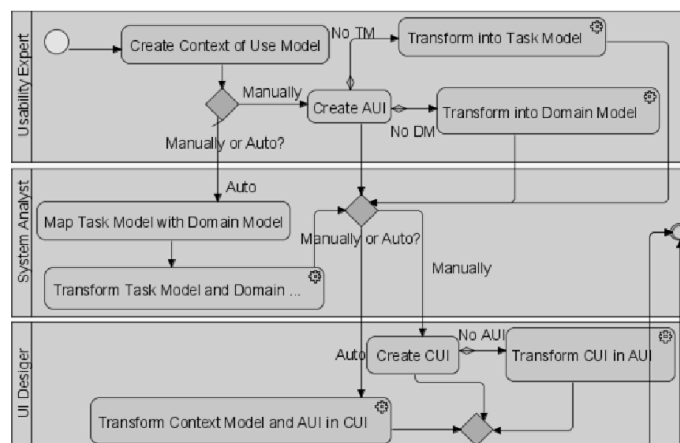 Usability Expert
Create Context of Use Model
No TM
Transform into Task Model
Manually
Create AUI
Transform into Domain Model
No DM
Manually or Auto?
System Analyst
Auto
Map Task Model with Domain Model
Manually or Auto?
Manually
Transform Task Model and Domain ...
UI Desiger
No AUI
Auto
Create CUI
Transform CUI in AUI
Transform Context Model and AUI in CUI